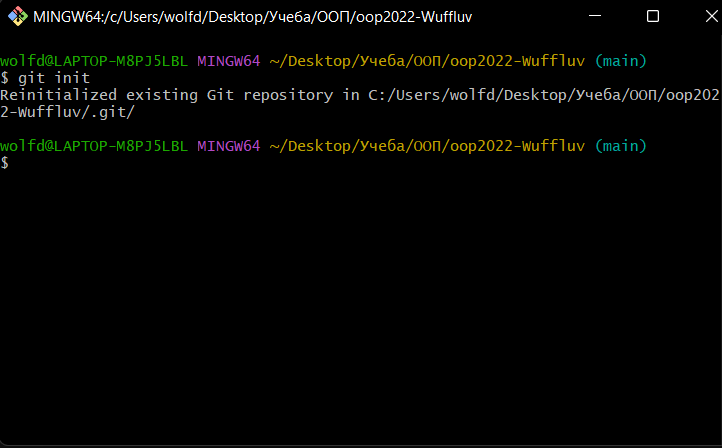 MINGW64:/c/Users/wolfd/Desktop/Учеба/ООП/oop2022-Wuffluv
wolfd@LAPTOP-M8PJ5LBL MINGW64 ~/Desktop/Учеба/ООП/oop2022-Wuffluv (main)
$ git init
Reinitialized existing Git repository in C:/Users/wolfd/Desktop/Учеба/ООП/oop202
2-Wuffluv/.git/
wolfd@LAPTOP-M8PJ5LBL MINGW64 ~/Desktop/Учеба/ООП/oop2022-Wuffluv (main)
$